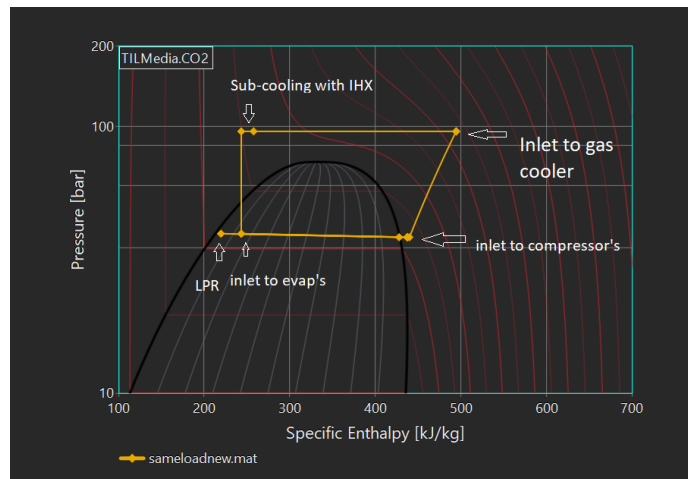 200
TILMedia.CO2
Sub-cooling with IHX
100
Inlet to gas
cooler
Pressure [bar]
inlet to compressor's
LPR
inlet to evap's
10
100 200 300 400 500 600 700
Specific Enthalpy [kJ/kg]
sameloadnew.mat